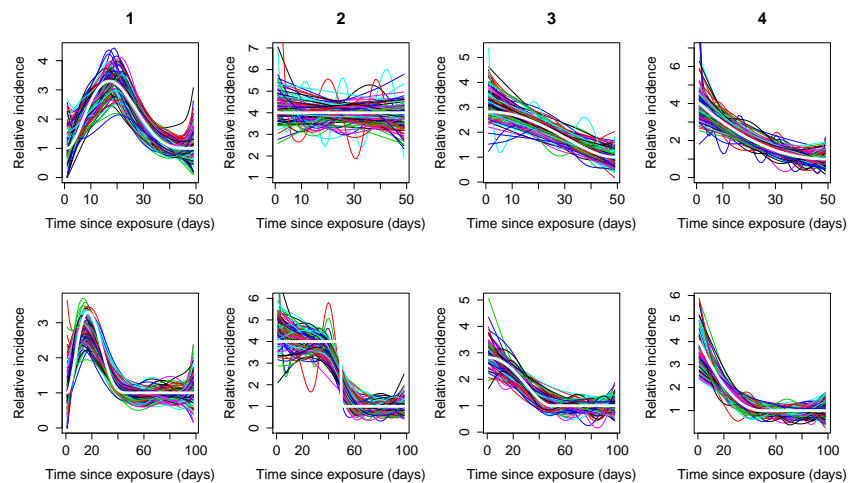 1 2 3 4
Relative incidence
0 1 2 3 4
0 10 30 50
Time since exposure (days)
Relative incidence
1 2 3 4 5 6 7
0 10 30 50
Time since exposure (days)
Relative incidence
0 1 2 3 4 5
0 10 30 50
Time since exposure (days)
Relative incidence
0 2 4 6
0 10 30 50
Time since exposure (days)
Relative incidence
0 1 2 3
0 20 60 100
Time since exposure (days)
Relative incidence
0 1 2 3 4 5 6
0 20 60 100
Time since exposure (days)
Relative incidence
0 1 2 3 4 5
0 20 60 100
Time since exposure (days)
Relative incidence
1 2 3 4 5 6
0 20 60 100
Time since exposure (days)